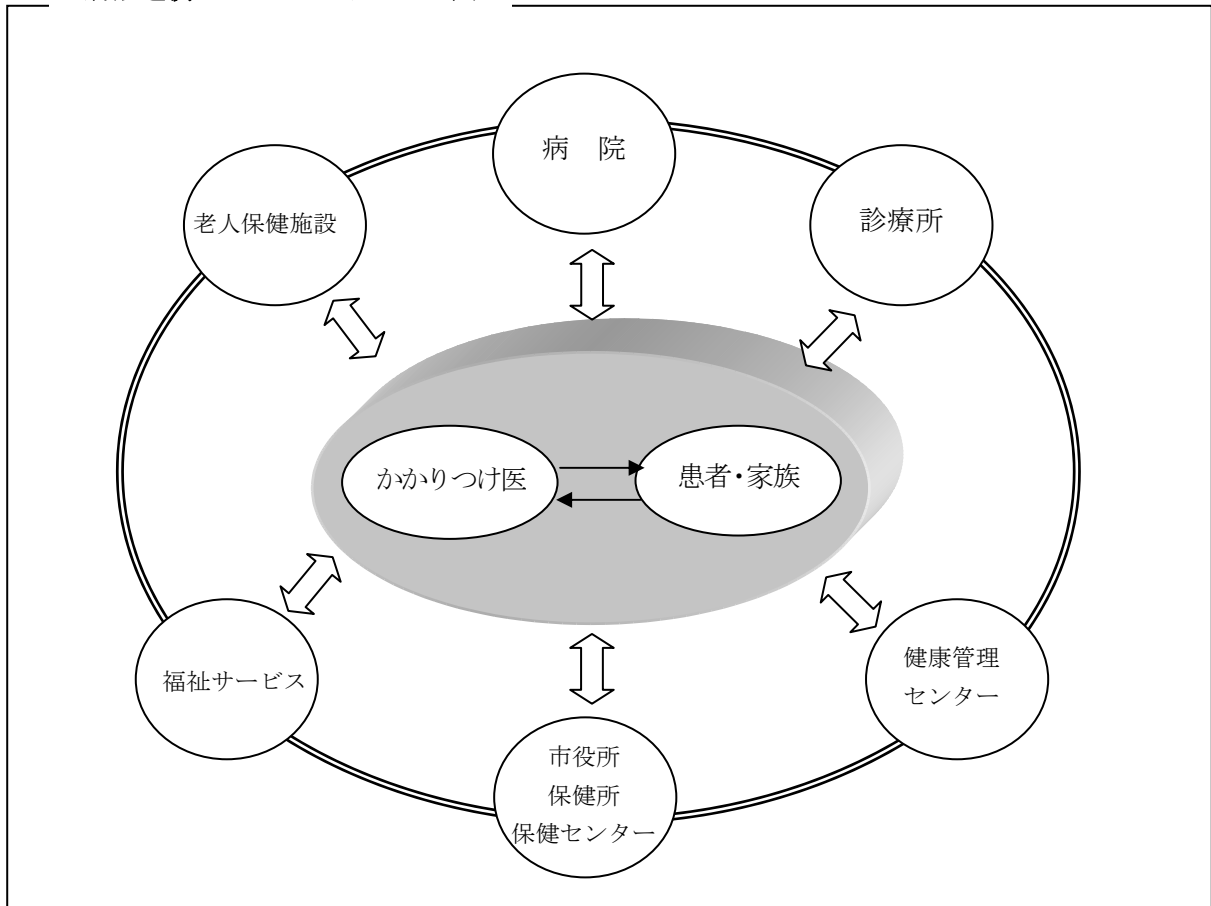 病 院
老人保健施設
診療所
かかりつけ医
患者・家族
福祉サービス
健康管理
センター
市役所
保健所
保健センター